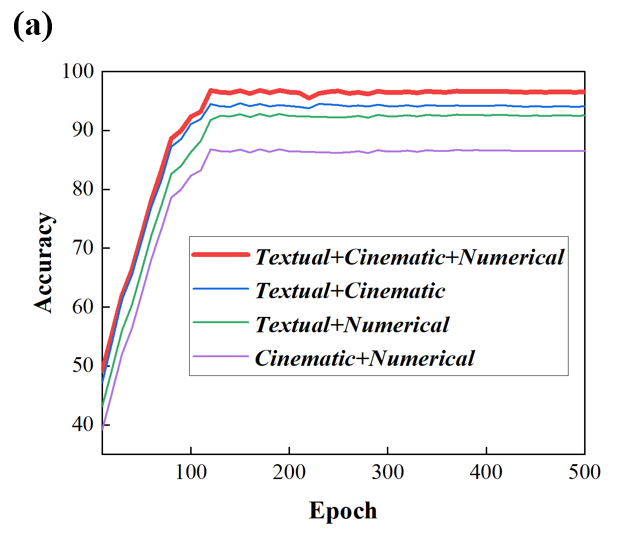 (a)
100
90
80
70
60
50
40
Accuracy
Textual+Cinematic+Numerical
Textual+Cinematic
Textual+Numerical
Cinematic+Numerical
100 200 300 400 500
Epoch